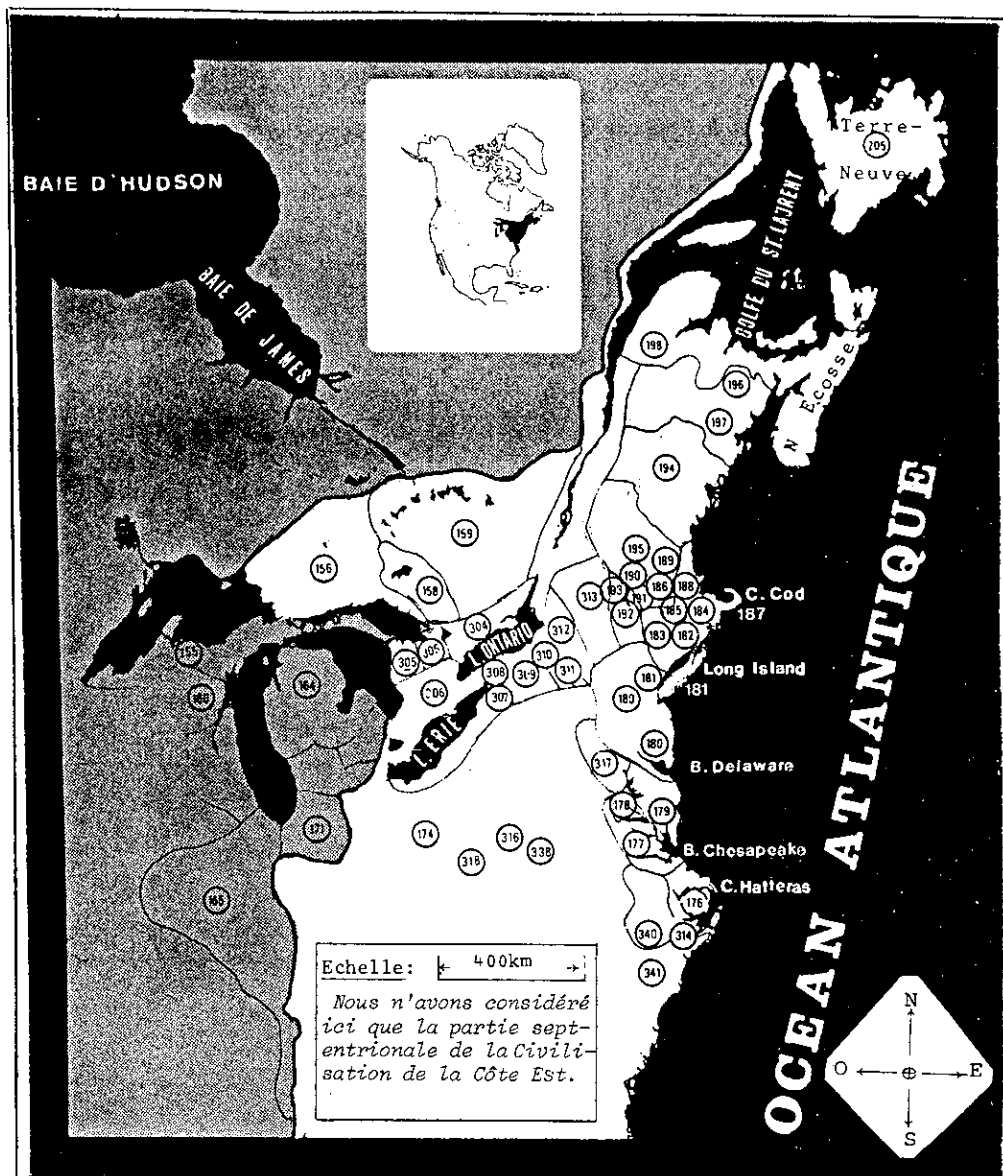 Terre-
205
Neuve
BAIE D'HUDSON
BAIE DE JAMES
GOLFE DU ST. LAURENT
198
196
N Ecosse
197
194
159
156
158
195
189
190
186
188
313
193
191
192
185
184
C. Cod
187
183
182
304
312
L. ONTARIO
305
305
310
308
309
311
306
307
164
181
Long Island
181
180
L. ERIE
180
B. Delaware
317
178
179
177
B. Chesapeake
174
316
318
338
C. Hatteras
176
340
314
341
Echelle: 400km
Nous n'avons considéré
ici que la partie sept-
entrionale de la Civili-
sation de la Côte Est.
OCEAN ATLANTIQUE
N
O E
S